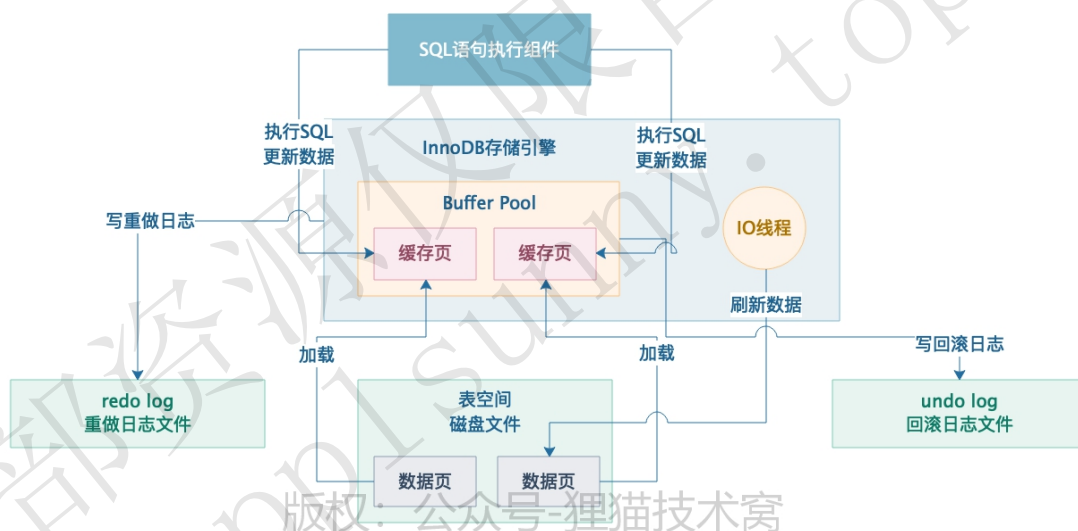 SQL语句执行组件
执行SQL
更新数据
执行SQL
更新数据
InnoDB存储引擎
Buffer Pool
写重做日志
IO线程
缓存页
缓存页
刷新数据
加载
加载
写回滚日志
redo log
重做日志文件
表空间
磁盘文件
undo log
回滚日志文件
数据页
数据页
版权：公众号-狸猫技术窝
部资源仅限